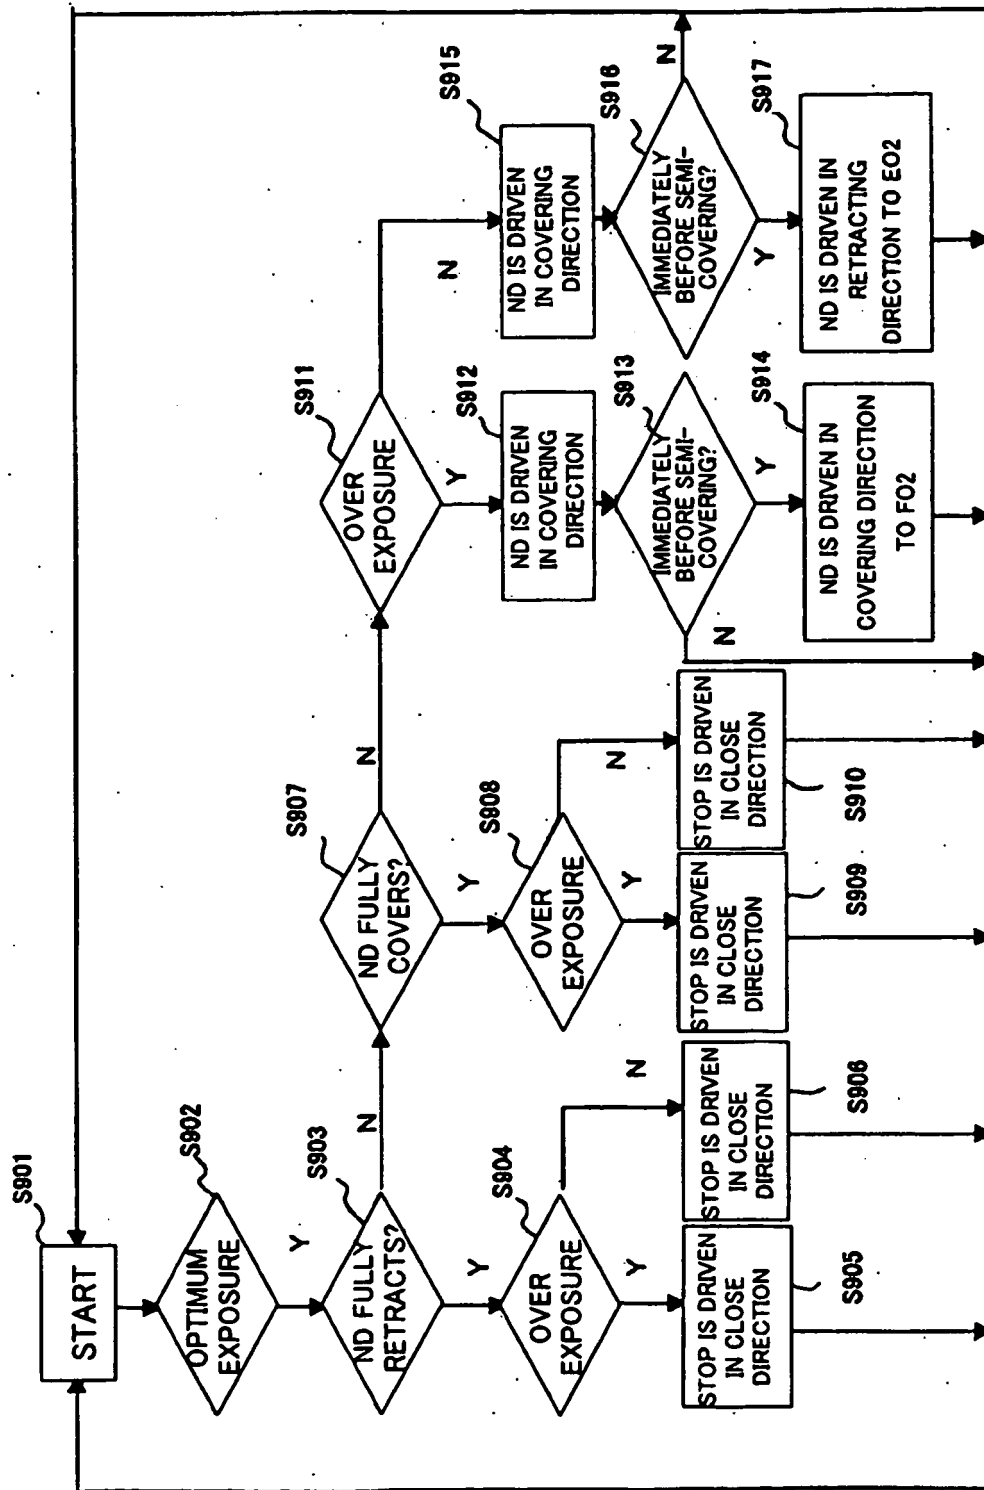 S901
START
S902
OPTIMUM
EXPOSURE
Y
S903
ND FULLY
RETRACTS?
N
Y
S904
OVER
EXPOSURE
N
Y
STOP IS DRIVEN
IN CLOSE
DIRECTION
S905
STOP IS DRIVEN
IN CLOSE
DIRECTION
S906
S907
ND FULLY
COVERS?
N
Y
S908
OVER
EXPOSURE
N
Y
STOP IS DRIVEN
IN CLOSE
DIRECTION
S909
STOP IS DRIVEN
IN CLOSE
DIRECTION
S910
S911
OVER
EXPOSURE
N
Y
S912
ND IS DRIVEN
IN COVERING
DIRECTION
S913
IMMEDIATELY
BEFORE SEMI-
COVERING?
N
Y
S914
ND IS DRIVEN IN
COVERING DIRECTION
TO FO2
S915
ND IS DRIVEN
IN COVERING
DIRECTION
S916
IMMEDIATELY
BEFORE SEMI-
COVERING?
N
Y
S917
ND IS DRIVEN IN
RETRACTING
DIRECTION TO EO2